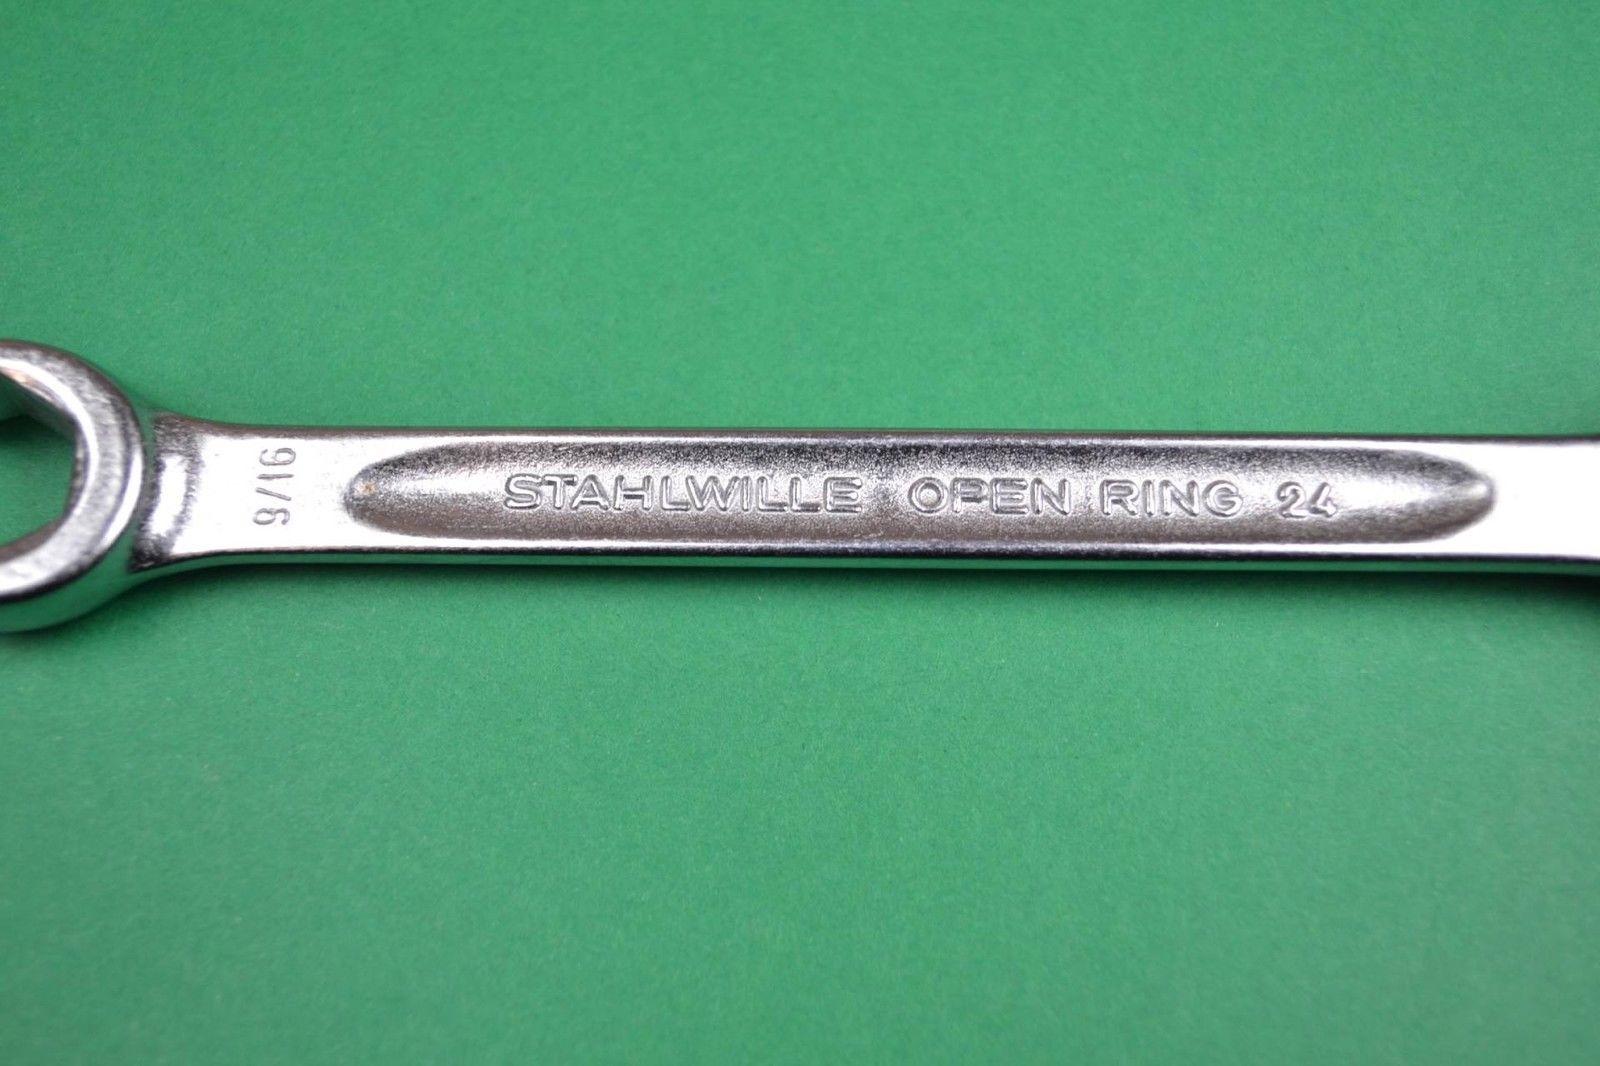 9/16
STAHLWILLE OPEN RING 24